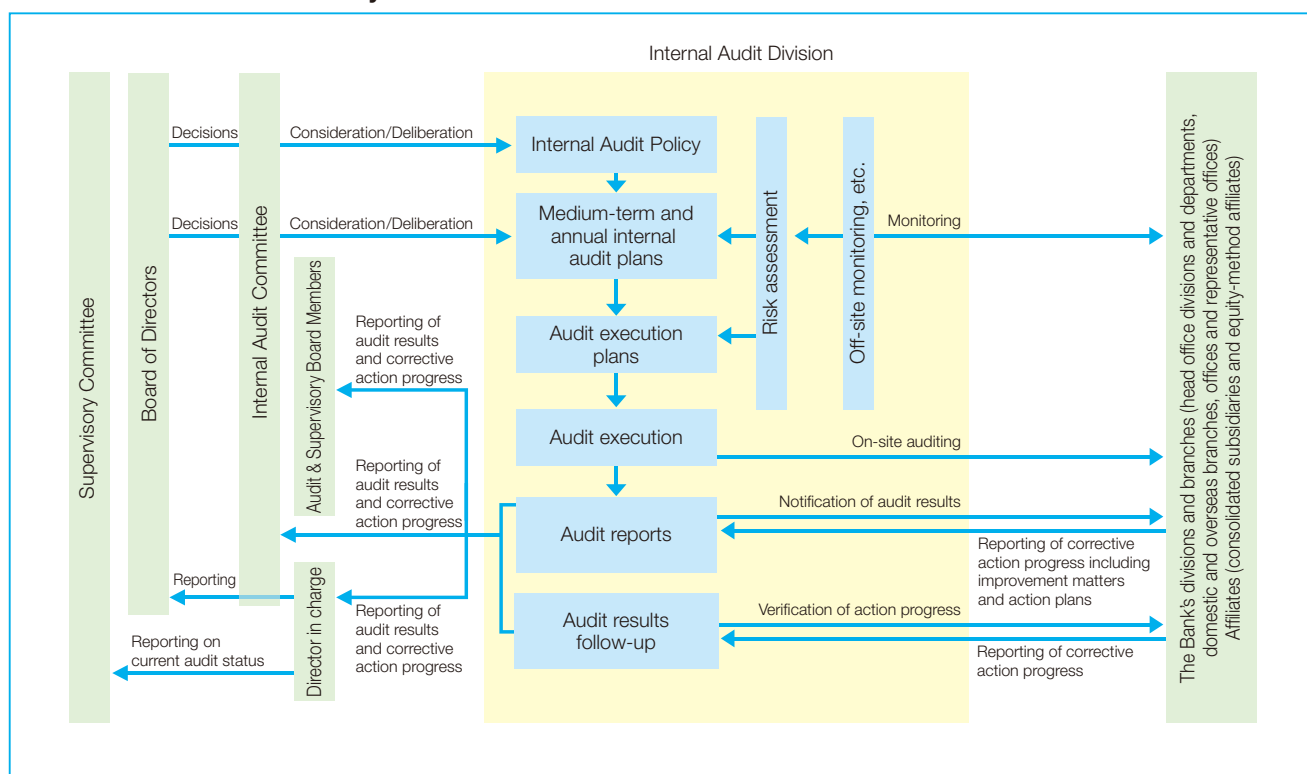 Internal Audit Division
Supervisory Committee
Board of Directors
Internal Audit Committee
Audit & Supervisory Board Members
Director in charge
Decisions
Consideration/Deliberation
Internal Audit Policy
Decisions
Consideration/Deliberation
Medium-term and
annual internal
audit plans
Risk assessment
Off-site monitoring, etc.
Monitoring
Reporting of
audit results
and corrective
action progress
Audit execution
plans
Audit execution
On-site auditing
Reporting of
audit results
and corrective
action progress
Audit reports
Notification of audit results
Reporting of corrective
action progress including
improvement matters
and action plans
Reporting
Reporting of
audit results
and corrective
action progress
Audit results
follow-up
Verification of action progress
Reporting of corrective
action progress
Reporting on
current audit status
The Bank's divisions and branches (head office divisions and departments,
domestic and overseas branches, offices and representative offices)
Affiliates (consolidated subsidiaries and equity-method affiliates)